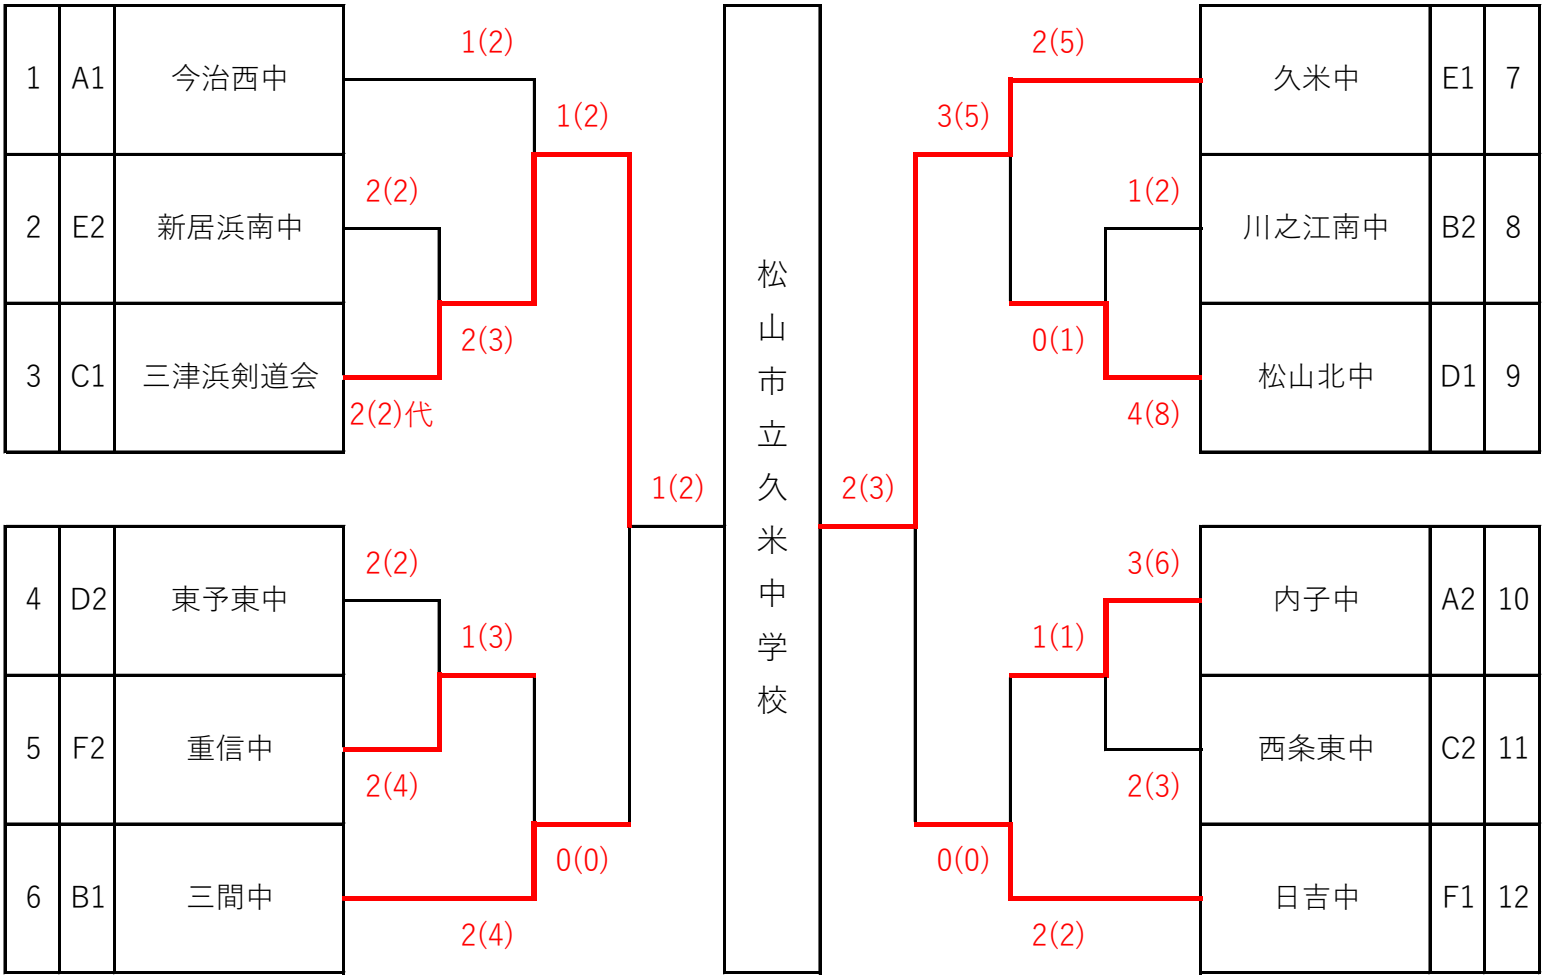 1 A1 今治西中
2 E2 新居浜南中
3 C1 三津浜剣道会
4 D2 東予東中
5 F2 重信中
6 B1 三間中
1(2)
2(2)
1(2)
2(3)
2(2)代
1(2)
2(2)
1(3)
2(4)
0(0)
2(4)
松山市立久米中学校
2(5)
3(5)
1(2)
0(1)
4(8)
2(3)
3(6)
1(1)
2(3)
0(0)
2(2)
久米中 E1 7
川之江南中 B2 8
松山北中 D1 9
内子中 A2 10
西条東中 C2 11
日吉中 F1 12